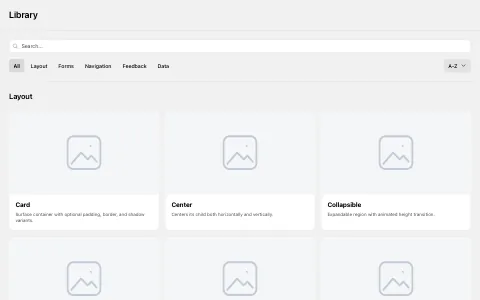 Library
Search...
All Layout Forms Navigation Feedback Data A-Z
Layout
Card Center Collapsible
Surface container with optional padding, border, and shadow variants.
Centers its child both horizontally and vertically.
Expandable region with animated height transition.